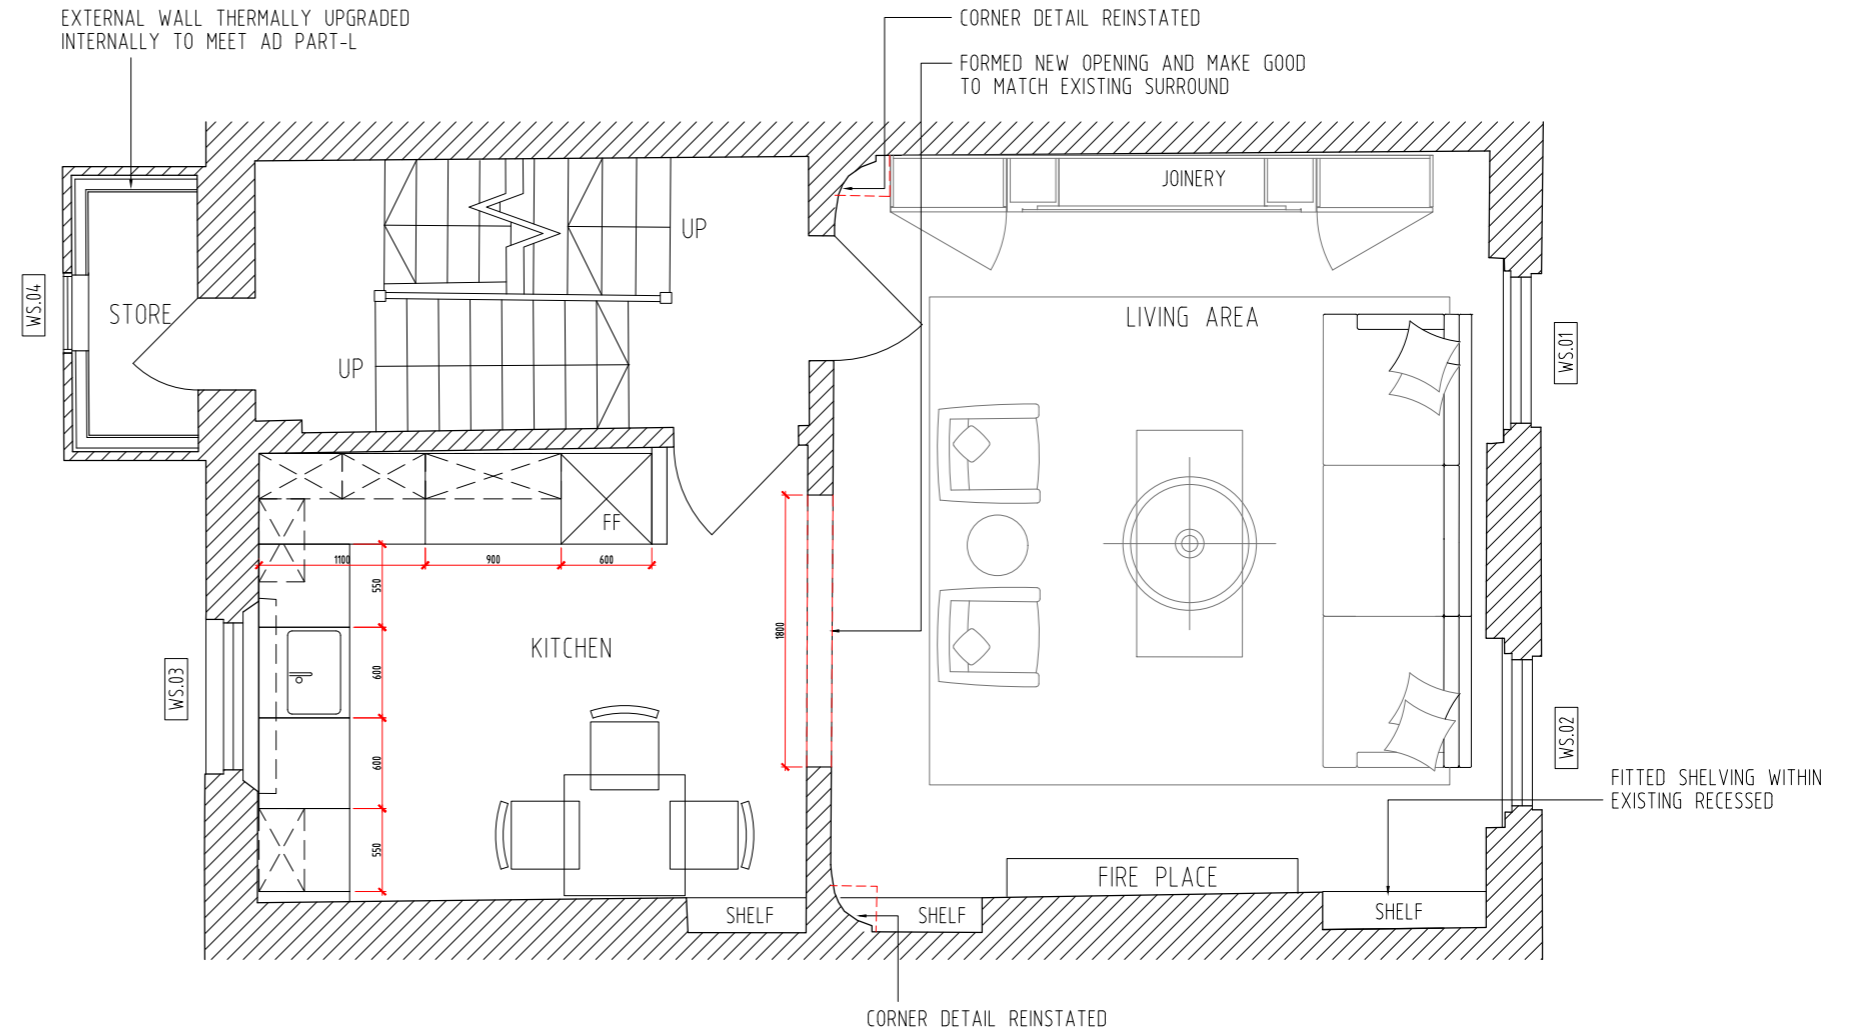 EXTERNAL WALL THERMALLY UPGRADED
INTERNALLY TO MEET AD PART-L
CORNER DETAIL REINSTATED
FORMED NEW OPENING AND MAKE GOOD
TO MATCH EXISTING SURROUND
JOINERY
UP
WS.04
STORE
LIVING AREA
WS.01
UP
FF
1100
900
600
550
1800
KITCHEN
600
WS.03
WS.02
600
FITTED SHELVING WITHIN
EXISTING RECESSED
550
FIRE PLACE
SHELF
SHELF
SHELF
CORNER DETAIL REINSTATED